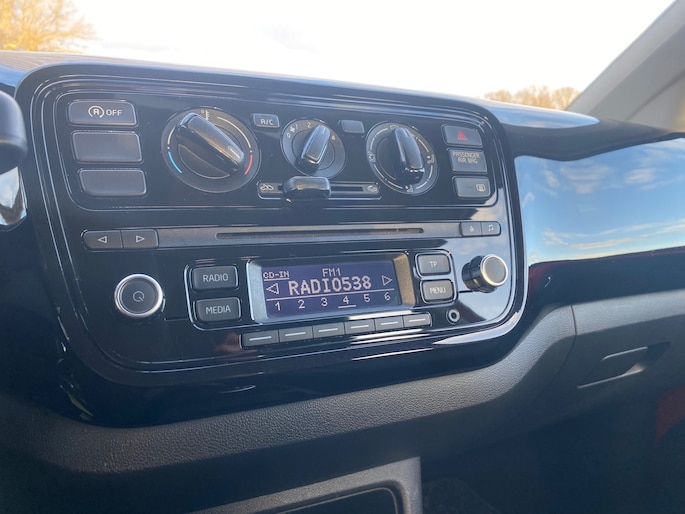 OFF
A/C
PASSENGER
AIR BAG
RADIO
MEDIA
CD-IN
FM1
RADIO538
1 2 3 4 5 6
TP
MENU